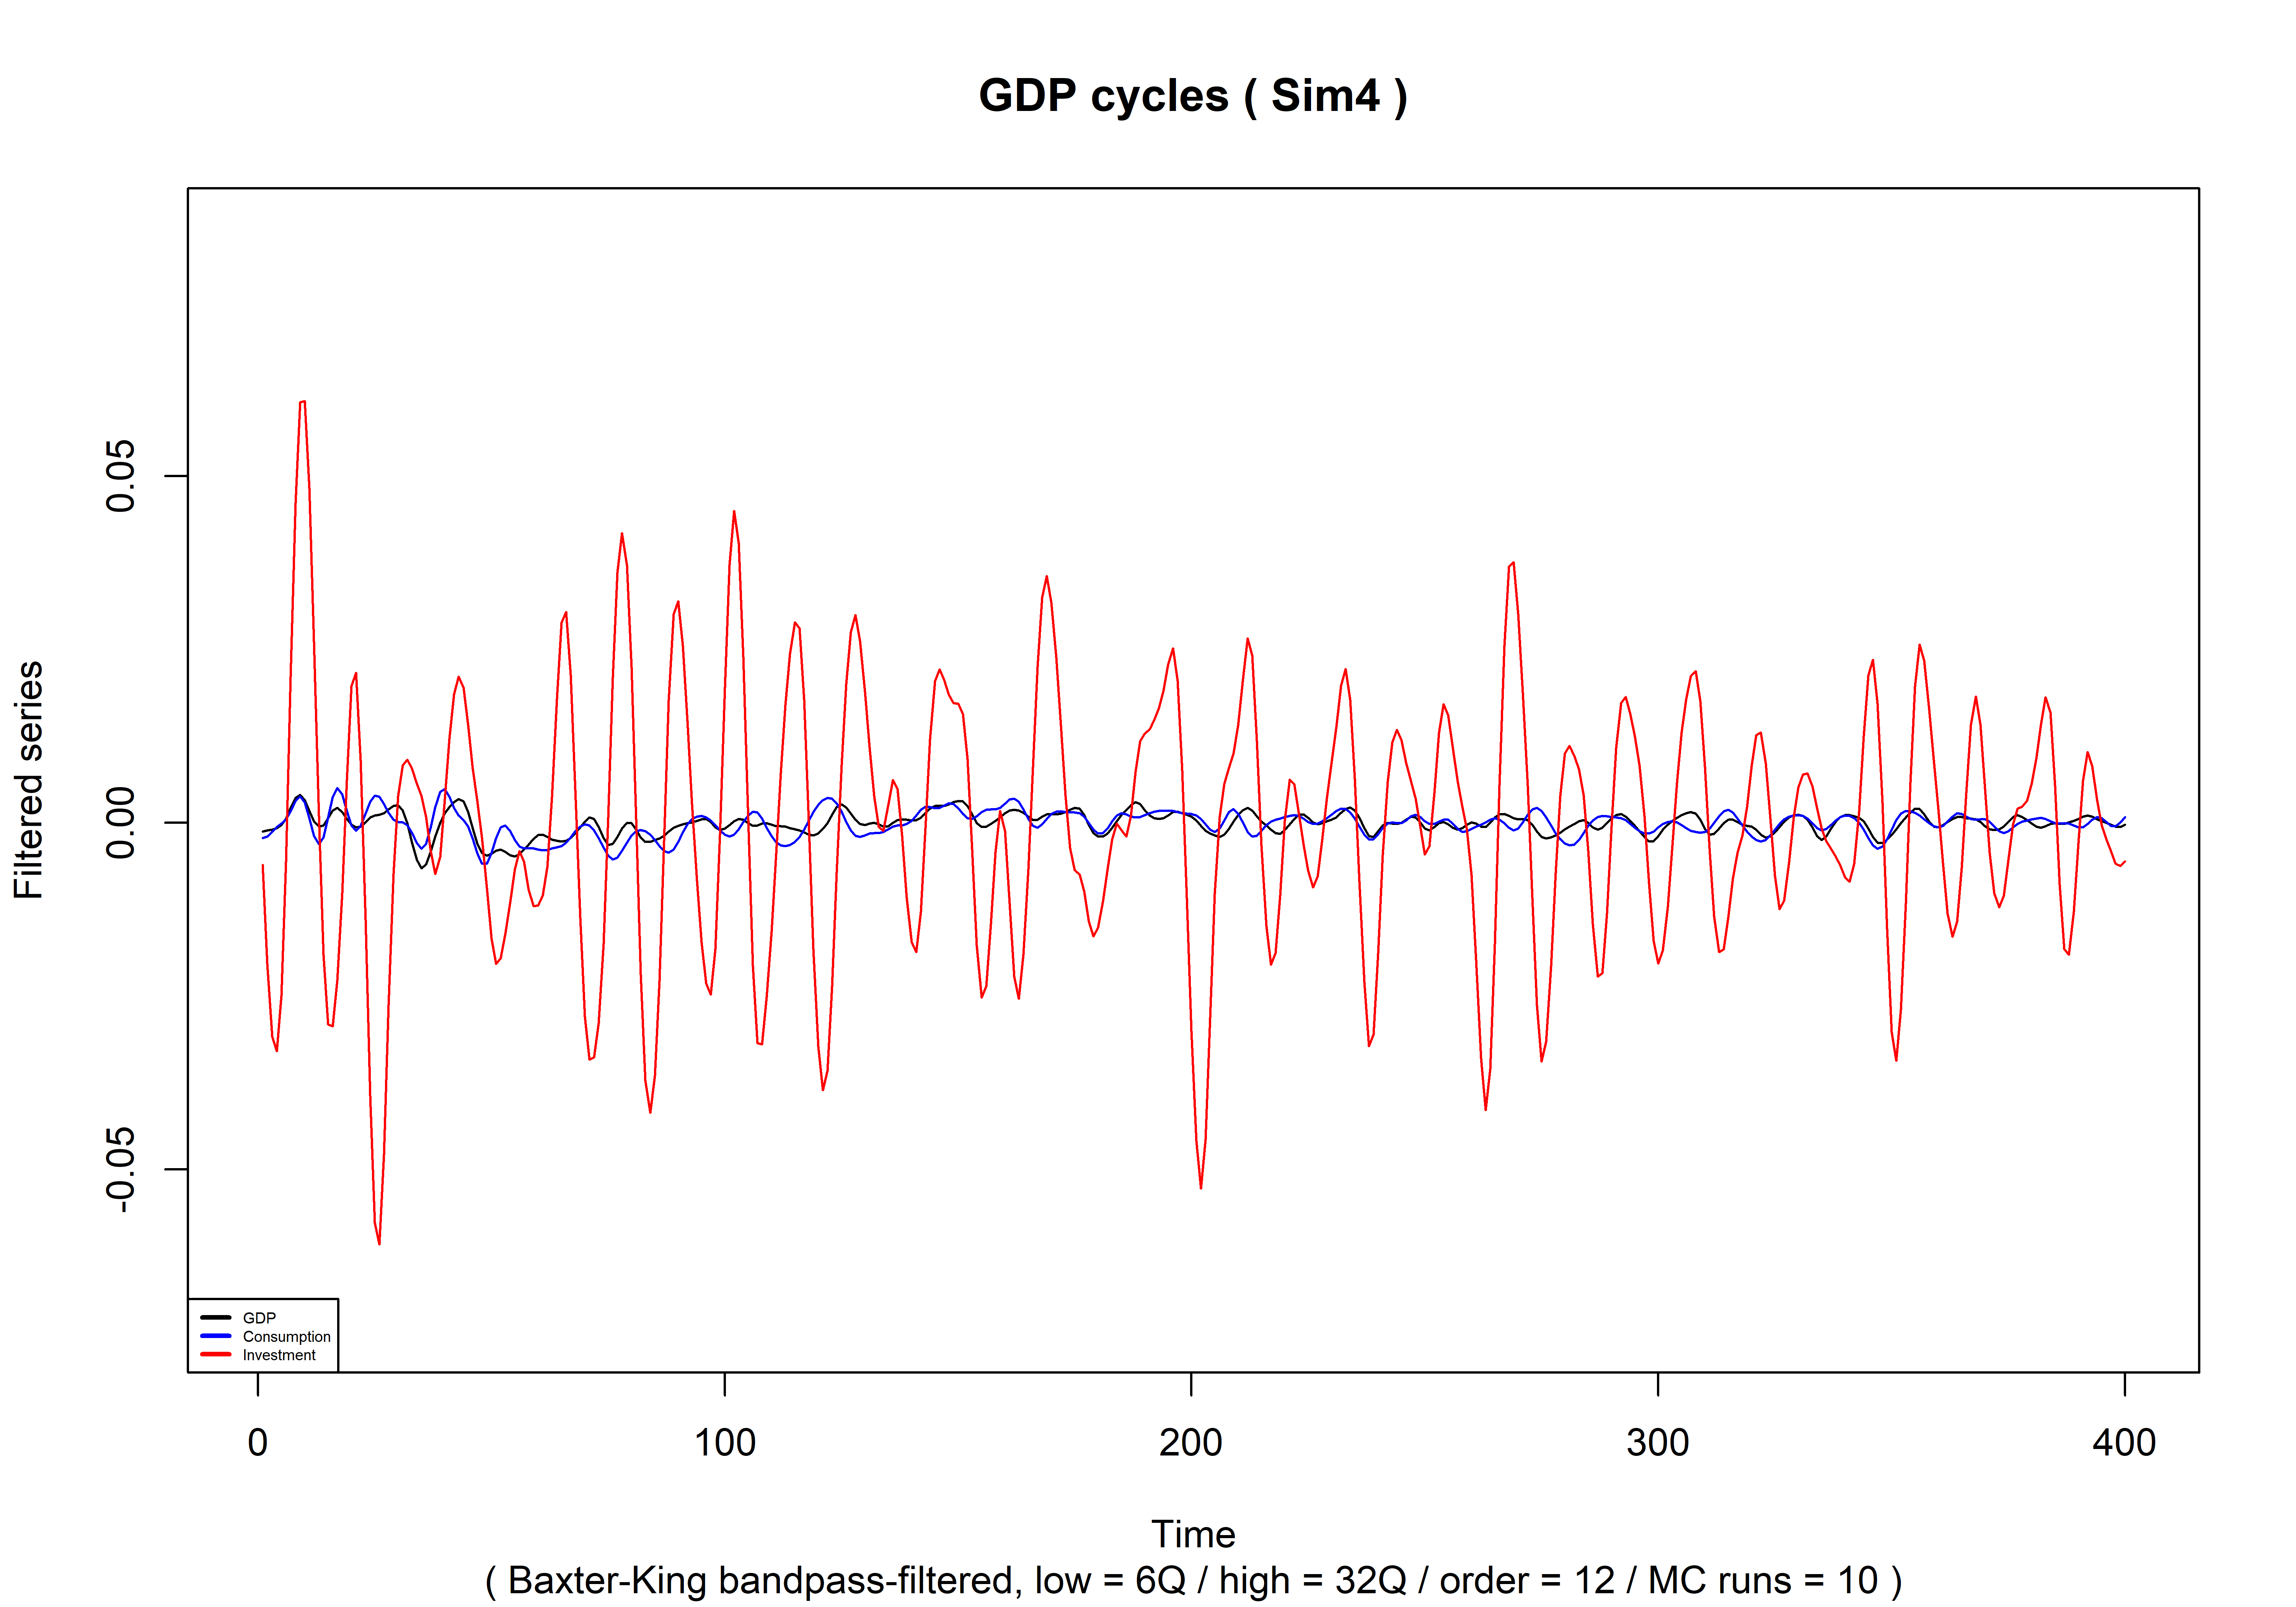 GDP cycles ( Sim4 )
Filtered series
0.05
0.00
-0.05
GDP
Consumption
Investment
0
100
200
300
400
Time
( Baxter-King bandpass-filtered, low = 6Q / high = 32Q / order = 12 / MC runs = 10 )